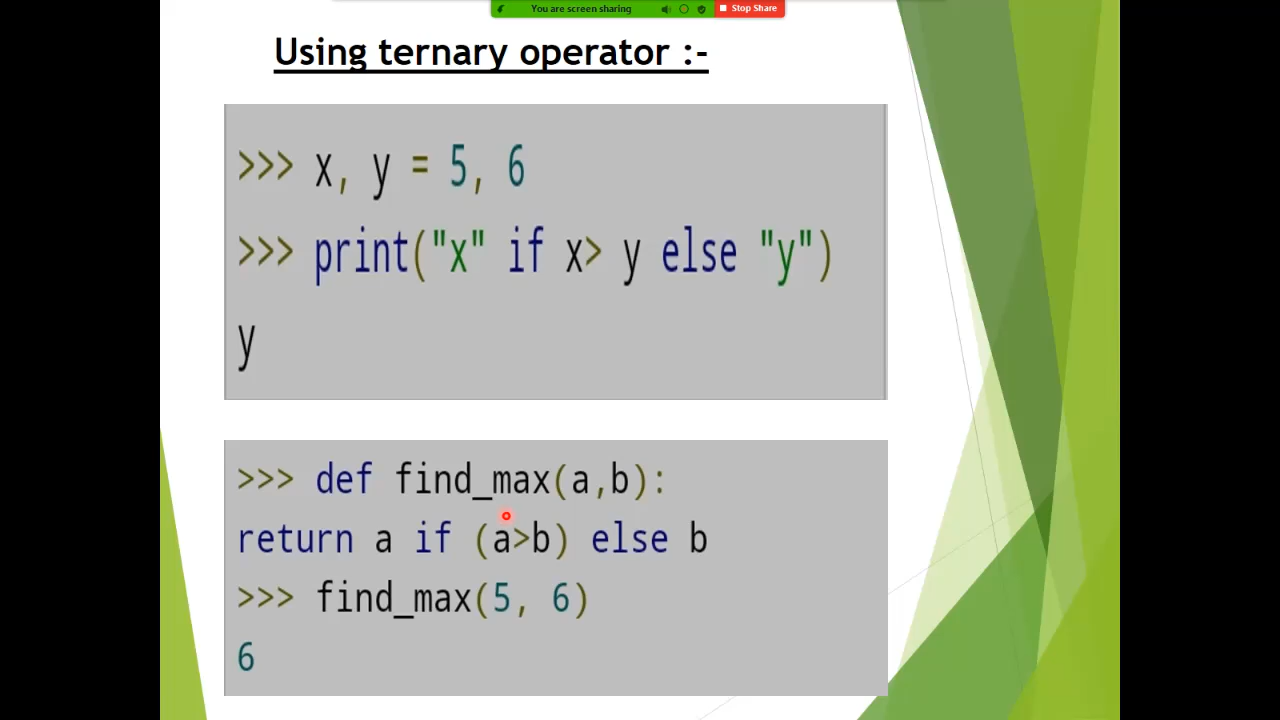 You are screen sharing
Stop Share
Using ternary operator :-
>>> x, y = 5, 6
>>> print("x" if x> y else "y")
y
>>> def find_max(a,b):
return a if (a>b) else b
>>> find_max(5, 6)
6